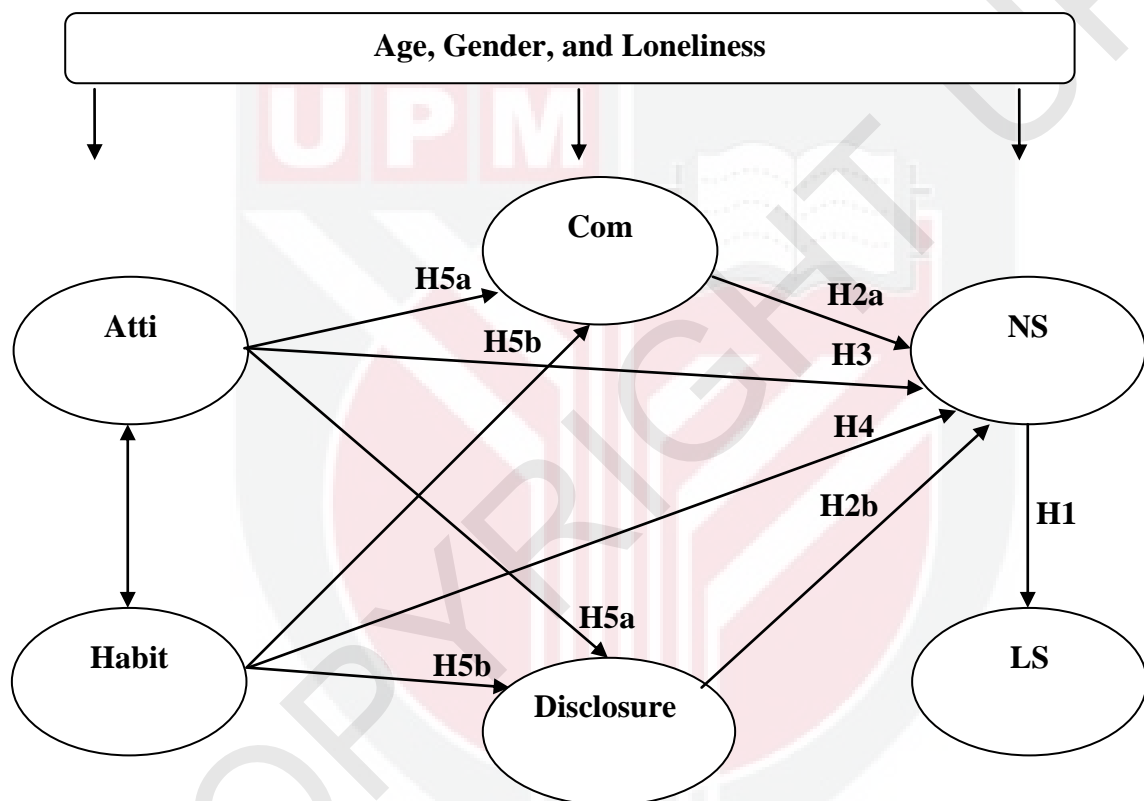 Age, Gender, and Loneliness
UPM
Com
H5a
H2a
Atti
NS
H5b
H3
H4
H2b
H1
H5a
Habit
H5b
LS
Disclosure
COPYRIGHT UP